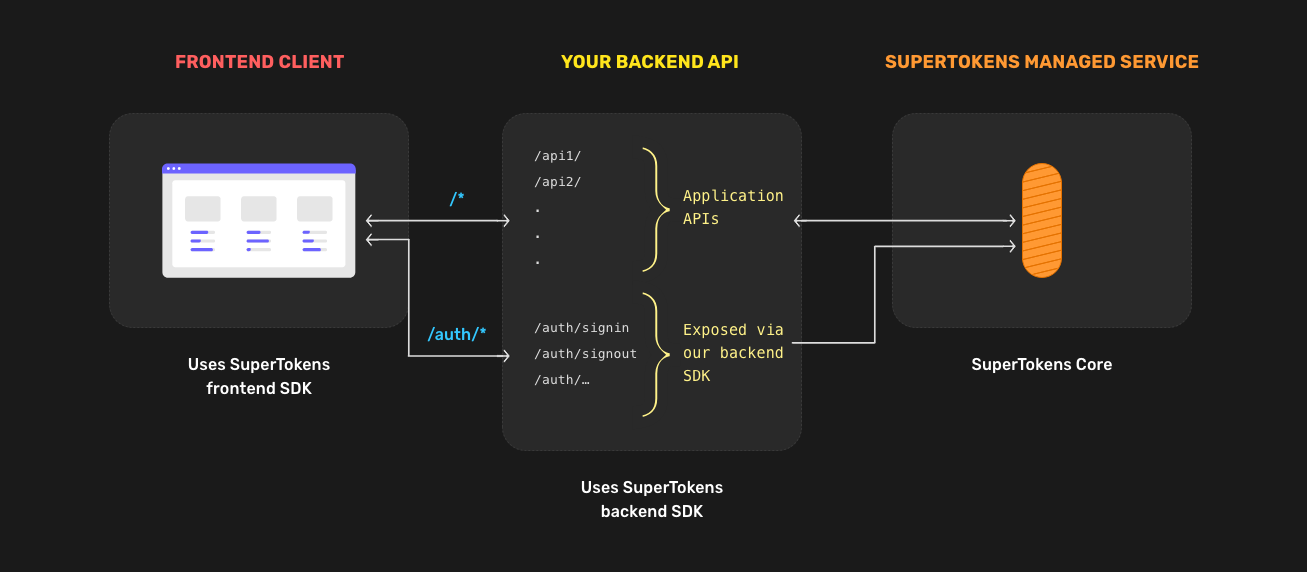 FRONTEND CLIENT
YOUR BACKEND API
SUPERTOKENS MANAGED SERVICE
/*
/auth/*
/api1/
/api2/
.
.
.
Application
APIs
/auth/signin
/auth/signout
/auth/…
Exposed via
our backend
SDK
Uses SuperTokens
frontend SDK
SuperTokens Core
Uses SuperTokens
backend SDK